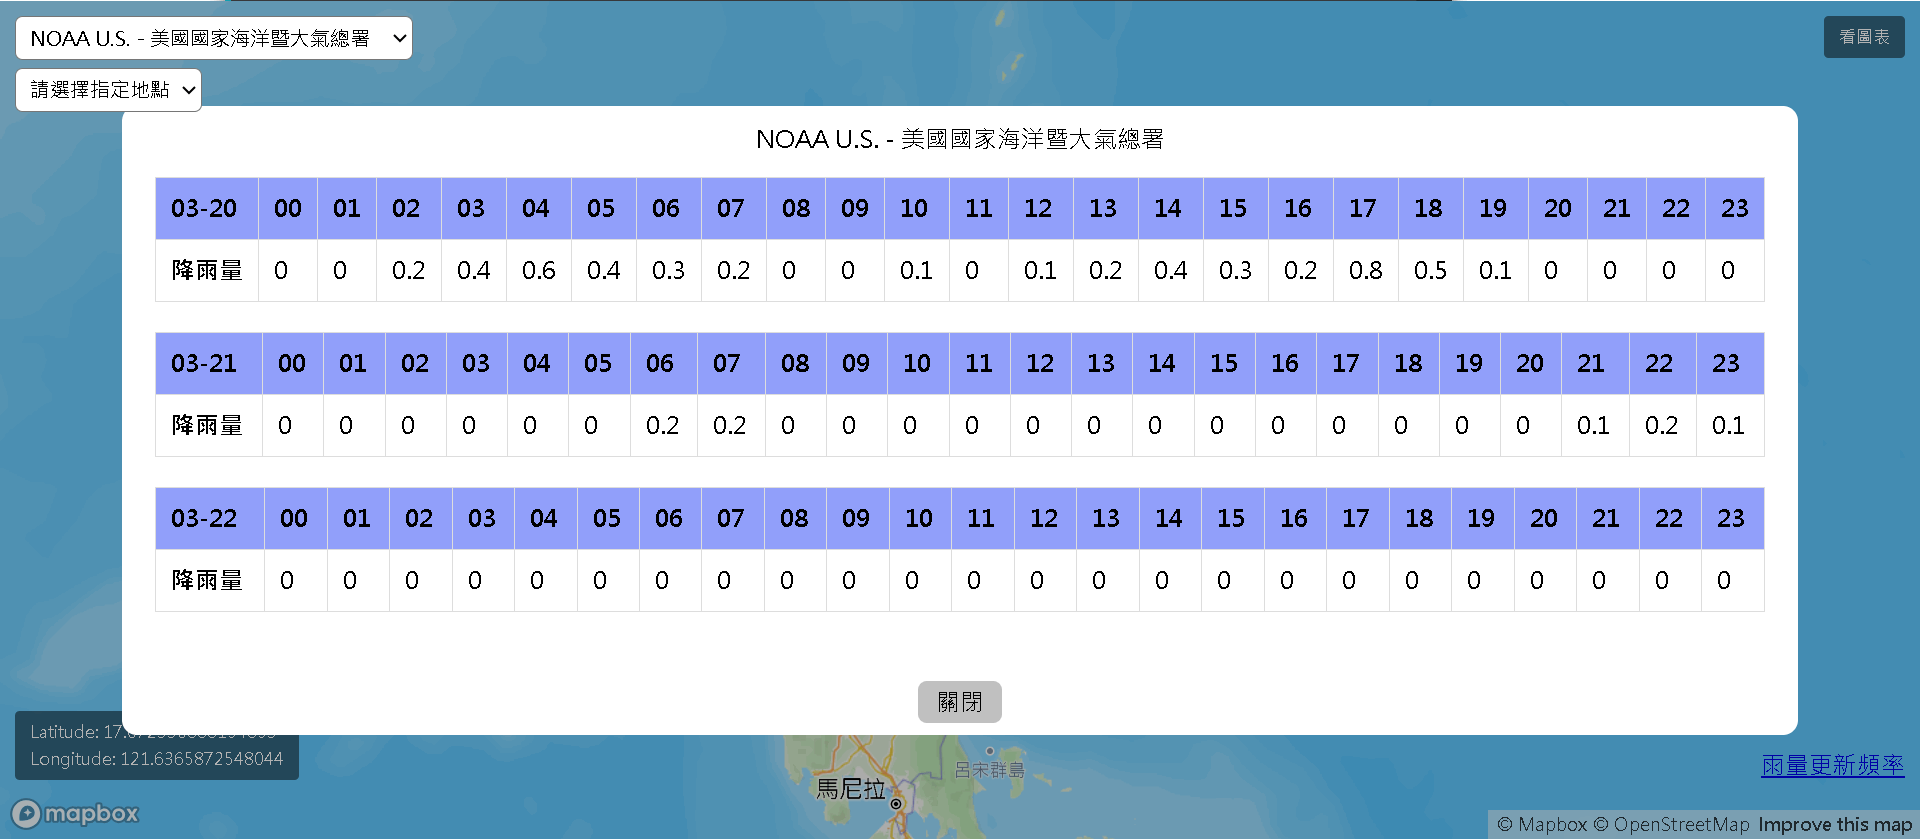 NOAA U.S. - 美國國家海洋暨大氣總署
看圖表
請選擇指定地點
NOAA U.S. - 美國國家海洋暨大氣總署
03-20 00 01 02 03 04 05 06 07 08 09 10 11 12 13 14 15 16 17 18 19 20 21 22 23
降雨量 0 0 0.2 0.4 0.6 0.4 0.3 0.2 0 0 0.1 0 0.1 0.2 0.4 0.3 0.2 0.8 0.5 0.1 0 0 0 0
03-21 00 01 02 03 04 05 06 07 08 09 10 11 12 13 14 15 16 17 18 19 20 21 22 23
降雨量 0 0 0 0 0 0 0.2 0.2 0 0 0 0 0 0 0 0 0 0 0 0 0 0.1 0.2 0.1
03-22 00 01 02 03 04 05 06 07 08 09 10 11 12 13 14 15 16 17 18 19 20 21 22 23
降雨量 0 0 0 0 0 0 0 0 0 0 0 0 0 0 0 0 0 0 0 0 0 0 0 0
關閉
Latitude:
Longitude: 121.6365872548044
雨量更新頻率
呂宋群島
馬尼拉
mapbox
© Mapbox © OpenStreetMap Improve this map